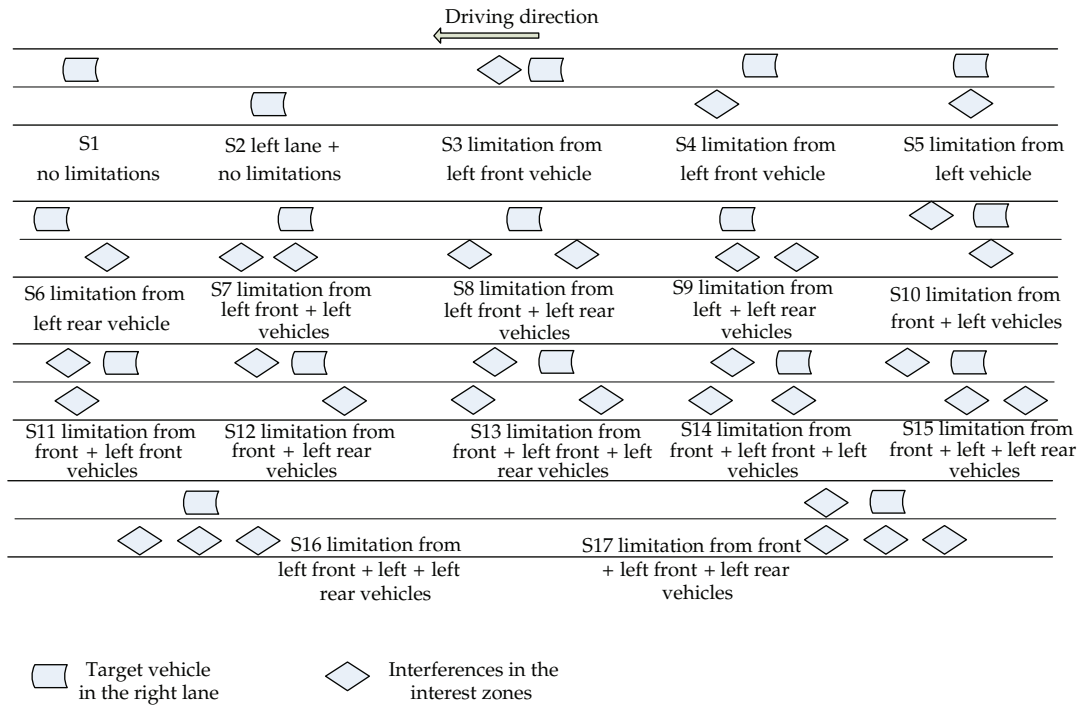 Driving direction
S1
no limitations
S2 left lane +
no limitations
S3 limitation from
left front vehicle
S4 limitation from
left front vehicle
S5 limitation from
left vehicle
S6 limitation from
left rear vehicle
S7 limitation from
left front + left
vehicles
S8 limitation from
left front + left rear
vehicles
S9 limitation from
left + left rear
vehicles
S10 limitation from
front + left vehicles
S11 limitation from
front + left front
vehicles
S12 limitation from
front + left rear
vehicles
S13 limitation from
front + left front + left
rear vehicles
S14 limitation from
front + left front + left
vehicles
S15 limitation from
front + left + left rear
vehicles
S16 limitation from
left front + left + left
rear vehicles
S17 limitation from front
+ left front + left rear
vehicles
Target vehicle
in the right lane
Interferences in the
interest zones